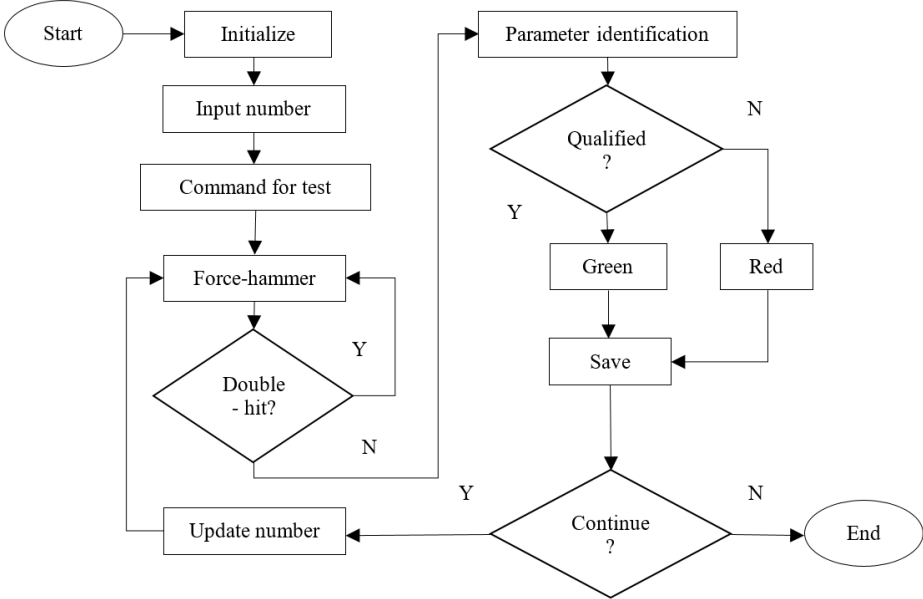 Start
Initialize
Input number
Command for test
Force-hammer
Double
- hit?
Y
N
Parameter identification
Qualified
?
N
Y
Green
Red
Save
Continue
?
Y
N
Update number
End